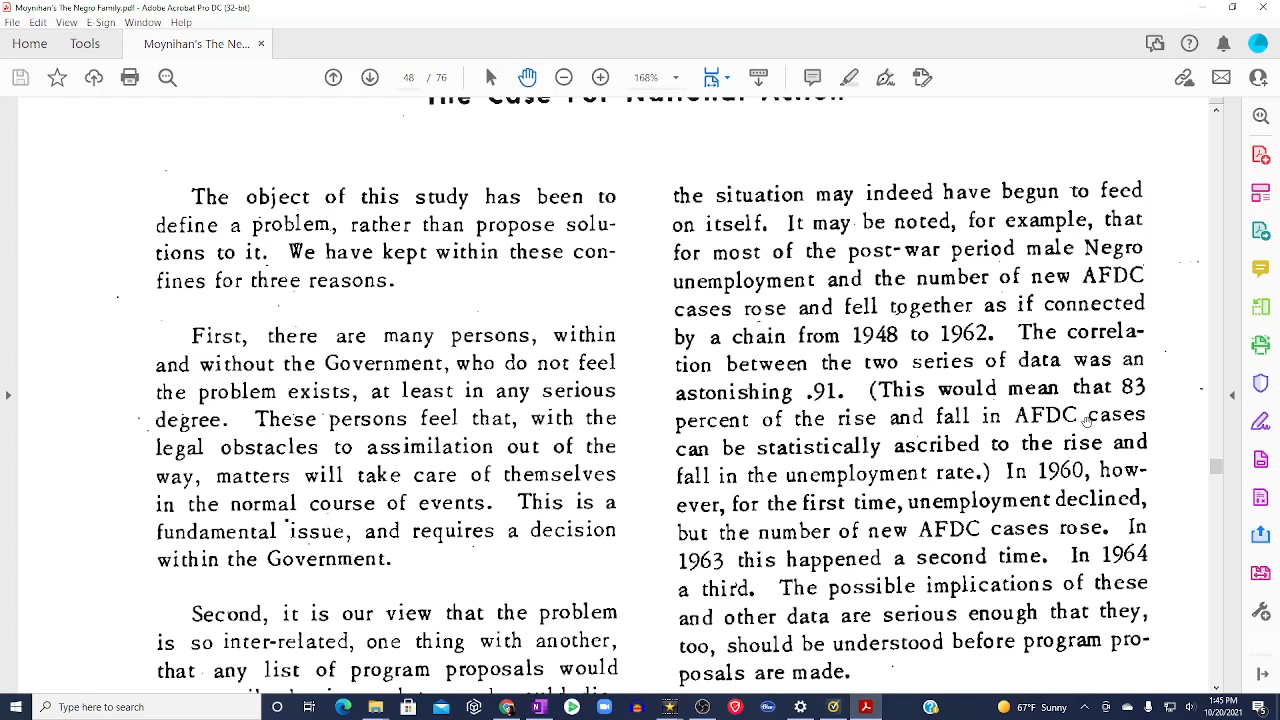 Moynihan's The Negro Family.pdf - Adobe Acrobat Pro DC (32-bit)
File Edit View E-Sign Window Help
Home Tools Moynihan's The Ne... ×
48 / 76 168%
The Case For National Action
The object of this study has been to
define a problem, rather than propose solu-
tions to it. We have kept within these con-
fines for three reasons.
First, there are many persons, within
and without the Government, who do not feel
the problem exists, at least in any serious
degree. These persons feel that, with the
legal obstacles to assimilation out of the
way, matters will take care of themselves
in the normal course of events. This is a
fundamental issue, and requires a decision
within the Government.
Second, it is our view that the problem
is so inter-related, one thing with another,
that any list of program proposals would
the situation may indeed have begun to feed
on itself. It may be noted, for example, that
for most of the post-war period male Negro
unemployment and the number of new AFDC
cases rose and fell together as if connected
by a chain from 1948 to 1962. The correla-
tion between the two series of data was an
astonishing .91. (This would mean that 83
percent of the rise and fall in AFDC cases
can be statistically ascribed to the rise and
fall in the unemployment rate.) In 1960, how-
ever, for the first time, unemployment declined,
but the number of new AFDC cases rose. In
1963 this happened a second time. In 1964
a third. The possible implications of these
and other data are serious enough that they,
too, should be understood before program pro-
posals are made.
Type here to search
67°F Sunny
1:45 PM
10/20/2021